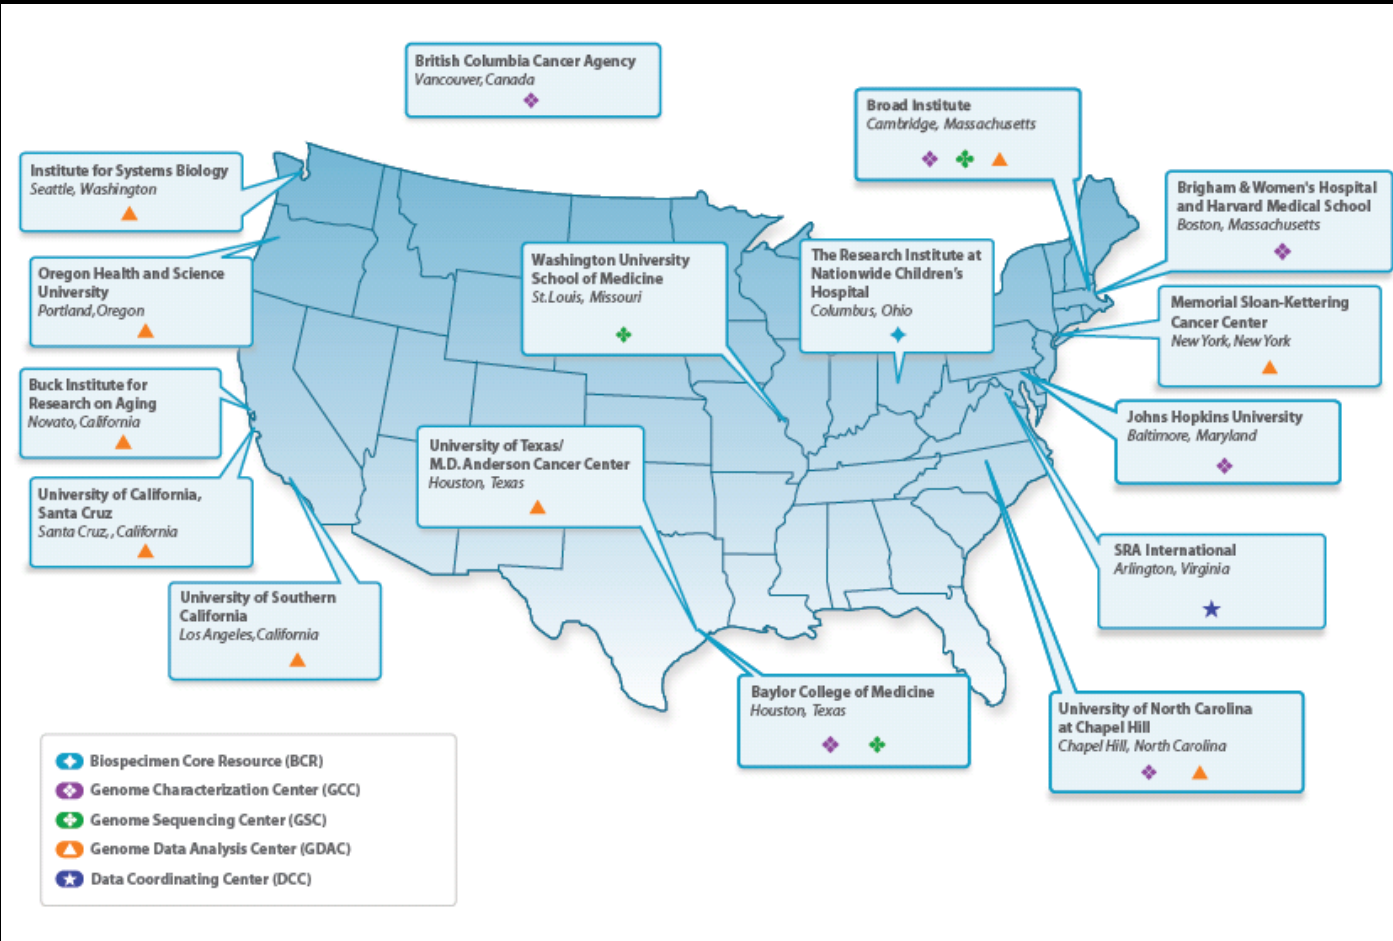 British Columbia Cancer Agency
Vancouver, Canada
Broad Institute
Cambridge, Massachusetts
Institute for Systems Biology
Seattle, Washington
Brigham & Women's Hospital
and Harvard Medical School
Boston, Massachusetts
Washington University
School of Medicine
St.Louis, Missouri
The Research Institute at
Nationwide Children's
Hospital
Columbus, Ohio
Oregon Health and Science
University
Portland, Oregon
Memorial Sloan-Kettering
Cancer Center
New York, New York
Buck Institute for
Research on Aging
Novato, California
Johns Hopkins University
Baltimore, Maryland
University of Texas/
M.D. Anderson Cancer Center
Houston, Texas
University of California,
Santa Cruz
Santa Cruz, , California
SRA International
Arlington, Virginia
University of Southern
California
Los Angeles, California
Baylor College of Medicine
Houston, Texas
University of North Carolina
at Chapel Hill
Chapel Hill, North Carolina
Biospecimen Core Resource (BCR)
Genome Characterization Center (GCC)
Genome Sequencing Center (GSC)
Genome Data Analysis Center (GDAC)
Data Coordinating Center (DCC)